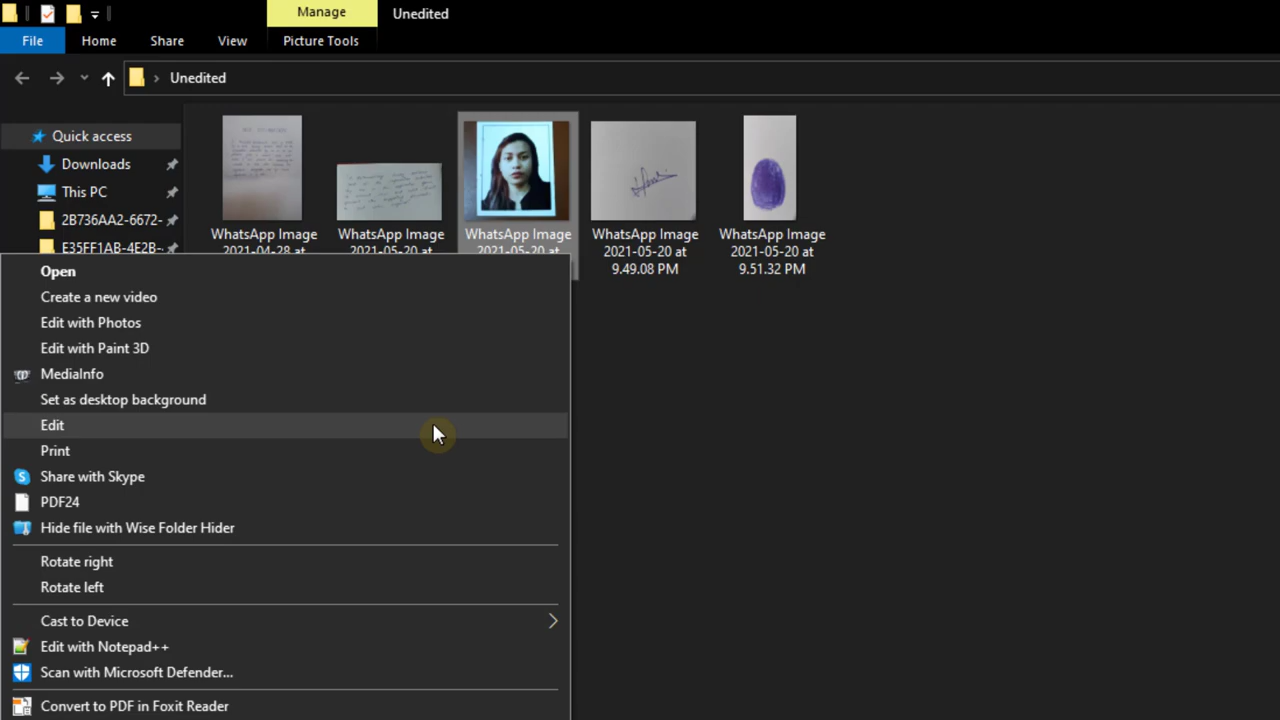 Manage
Unedited
File
Home
Share
View
Picture Tools
Unedited
Quick access
Downloads
This PC
2B736AA2-6672-
E35FF1AB-4E2B-
WhatsApp Image
2021-04-28 at
WhatsApp Image
2021-05-20 at
WhatsApp Image
2021-05-20 at
WhatsApp Image
2021-05-20 at
9.49.08 PM
WhatsApp Image
2021-05-20 at
9.51.32 PM
Open
Create a new video
Edit with Photos
Edit with Paint 3D
MediaInfo
Set as desktop background
Edit
Print
Share with Skype
PDF24
Hide file with Wise Folder Hider
Rotate right
Rotate left
Cast to Device
Edit with Notepad++
Scan with Microsoft Defender...
Convert to PDF in Foxit Reader